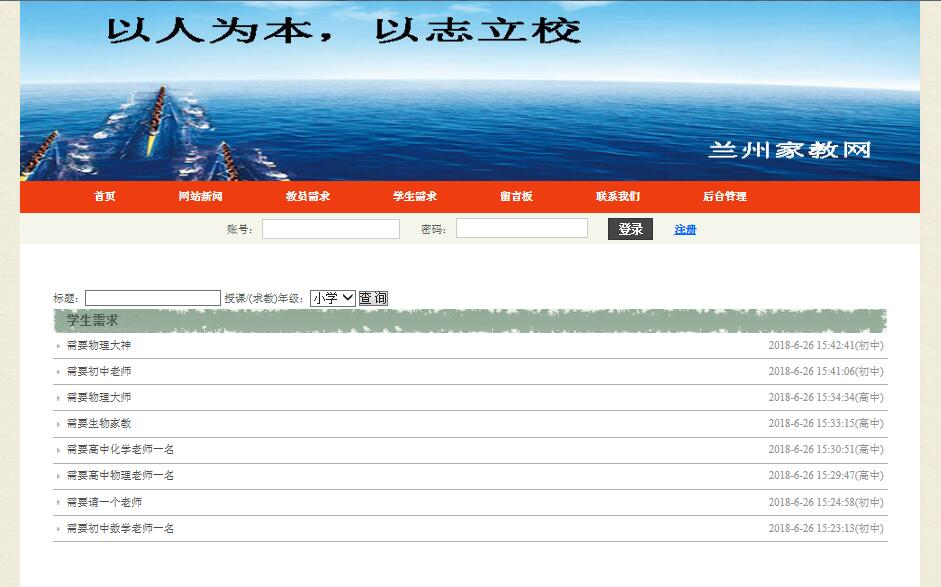 以人为本，以志立校
兰州家教网
首页 网站新闻 教员需求 学生需求 留言板 联系我们 后台管理
账号： 密码： 登录 注册
标题： 授课/(求教)年级： 小学 查 询
学生需求
需要物理大神 2018-6-26 15:42:41(初中)
需要初中老师 2018-6-26 15:41:06(初中)
需要物理大师 2018-6-26 15:34:34(高中)
需要生物家教 2018-6-26 15:33:15(高中)
需要高中化学老师一名 2018-6-26 15:30:51(高中)
需要高中物理老师一名 2018-6-26 15:29:47(高中)
需要请一个老师 2018-6-26 15:24:58(初中)
需要初中数学老师一名 2018-6-26 15:23:13(初中)